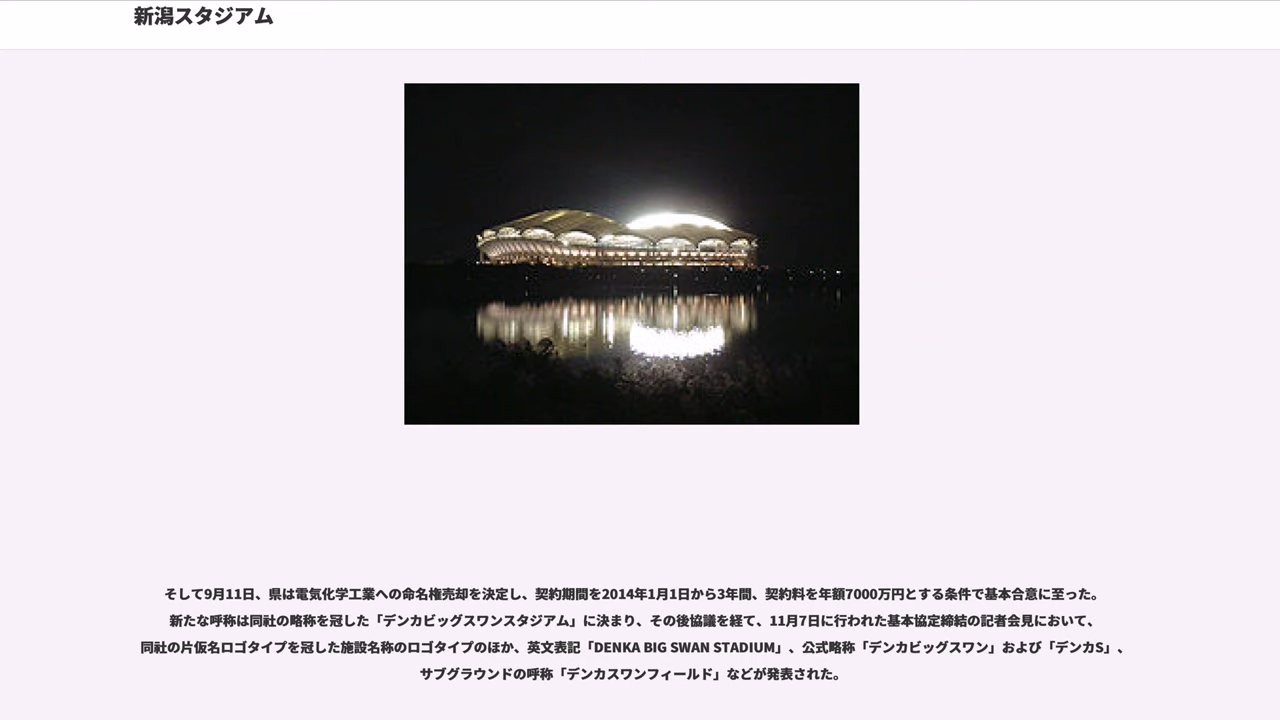 新潟スタジアム
そして9月11日、県は電気化学工業への命名権売却を決定し、契約期間を2014年1月1日から3年間、契約料を年額7000万円とする条件で基本合意に至った。
新たな呼称は同社の略称を冠した「デンカビッグスワンスタジアム」に決まり、その後協議を経て、11月7日に行われた基本協定締結の記者会見において、
同社の片仮名ロゴタイプを冠した施設名称のロゴタイプのほか、英文表記「DENKA BIG SWAN STADIUM」、公式略称「デンカビッグスワン」および「デンカS」、
サブグラウンドの呼称「デンカスワンフィールド」などが発表された。